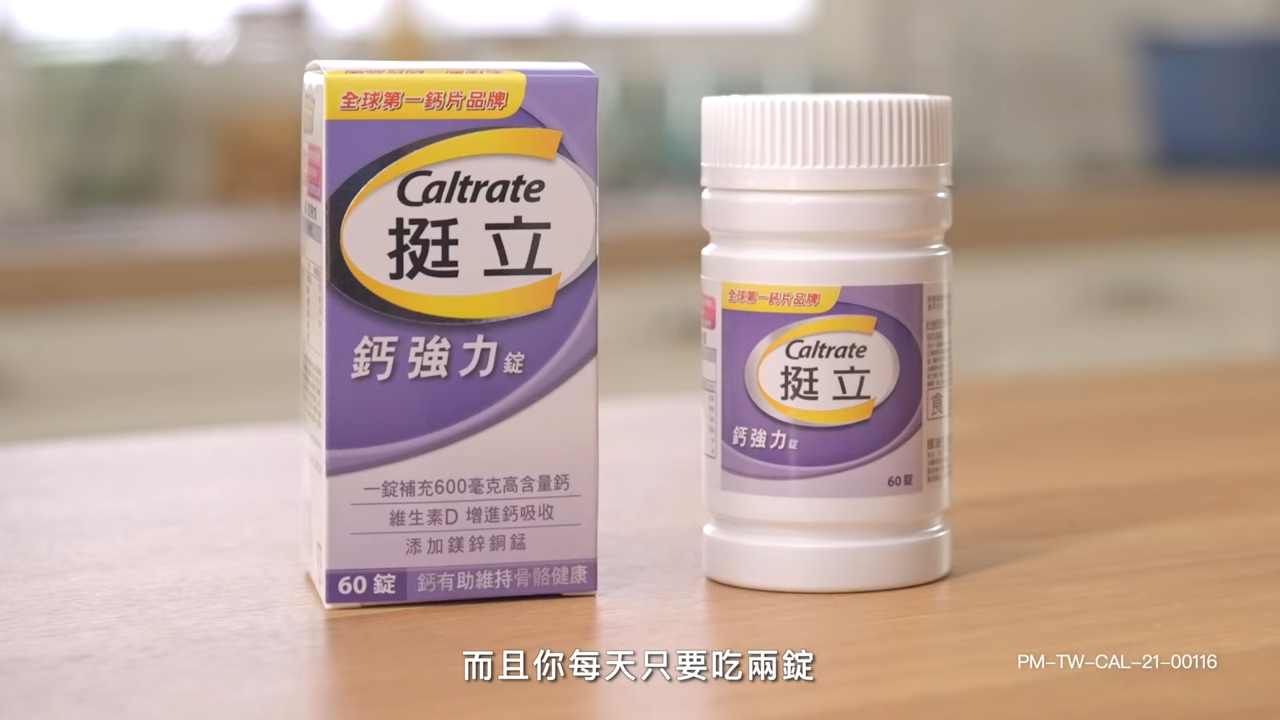 全球第一鈣片品牌
Caltrate
挺立
鈣強力錠
一錠補充600毫克高含量鈣
維生素D 增進鈣吸收
添加鎂鋅銅錳
60 錠 鈣有助維持骨骼健康
全球第一鈣片品牌
Caltrate
挺立
鈣強力錠
60 錠
食
而且你每天只要吃兩錠
PM-TW-CAL-21-00116